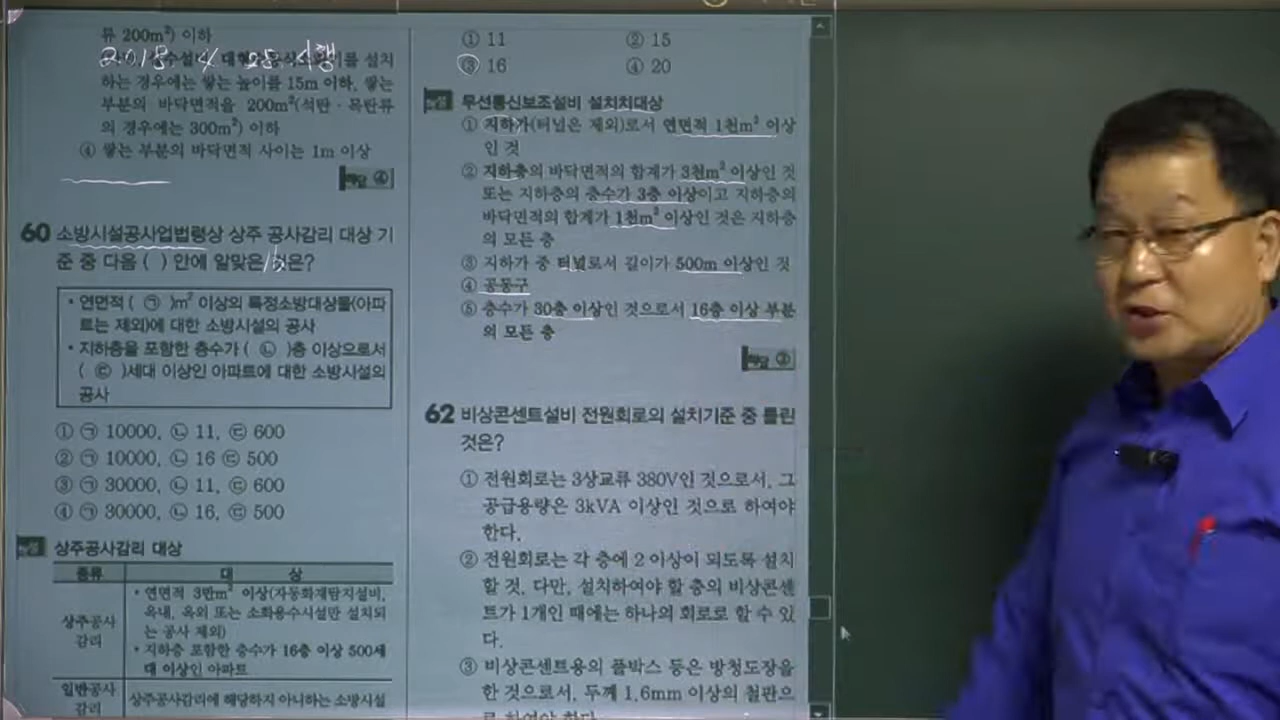 류 200m²) 이하
2018 4 28 시행
하는 경우에는 쌓는 높이를 15m 이하, 쌓는
부분의 바닥면적을 200m²(석탄·목탄류
의 경우에는 300m²) 이하
④ 쌓는 부분의 바닥면적 사이는 1m 이상
해답 ④
60 소방시설공사업법령상 상주 공사감리 대상 기
준 중 다음 ( ) 안에 알맞은 것은?
• 연면적 ( ㉠ )m² 이상의 특정소방대상물(아파
트는 제외)에 대한 소방시설의 공사
• 지하층을 포함한 층수가 ( ㉡ )층 이상으로서
( ㉢ )세대 이상인 아파트에 대한 소방시설의
공사
① ㉠ 10000, ㉡ 11, ㉢ 600
② ㉠ 10000, ㉡ 16 ㉢ 500
③ ㉠ 30000, ㉡ 11, ㉢ 600
④ ㉠ 30000, ㉡ 16, ㉢ 500
해설 상주공사감리 대상
종류 대 상
상주공사
감리
• 연면적 3만m² 이상(자동화재탐지설비,
옥내, 옥외 또는 소화용수시설만 설치되
는 공사 제외)
• 지하층 포함한 층수가 16층 이상 500세
대 이상인 아파트
일반공사
감리
상주공사감리에 해당하지 아니하는 소방시설
① 11 ② 15
③ 16 ④ 20
해설 무선통신보조설비 설치치대상
① 지하가(터널은 제외)로서 연면적 1천m² 이상
인 것
② 지하층의 바닥면적의 합계가 3천m² 이상인 것
또는 지하층의 층수가 3층 이상이고 지하층의
바닥면적의 합계가 1천m² 이상인 것은 지하층
의 모든 층
③ 지하가 중 터널로서 길이가 500m 이상인 것
④ 공동구
⑤ 층수가 30층 이상인 것으로서 16층 이상 부분
의 모든 층
해답 ③
62 비상콘센트설비 전원회로의 설치기준 중 틀린
것은?
① 전원회로는 3상교류 380V인 것으로서, 그
공급용량은 3kVA 이상인 것으로 하여야
한다.
② 전원회로는 각 층에 2 이상이 되도록 설치
할 것. 다만, 설치하여야 할 층의 비상콘센
트가 1개인 때에는 하나의 회로로 할 수 있
다.
③ 비상콘센트용의 풀박스 등은 방청도장을
한 것으로서, 두께 1.6mm 이상의 철판으
로 하여야 한다.